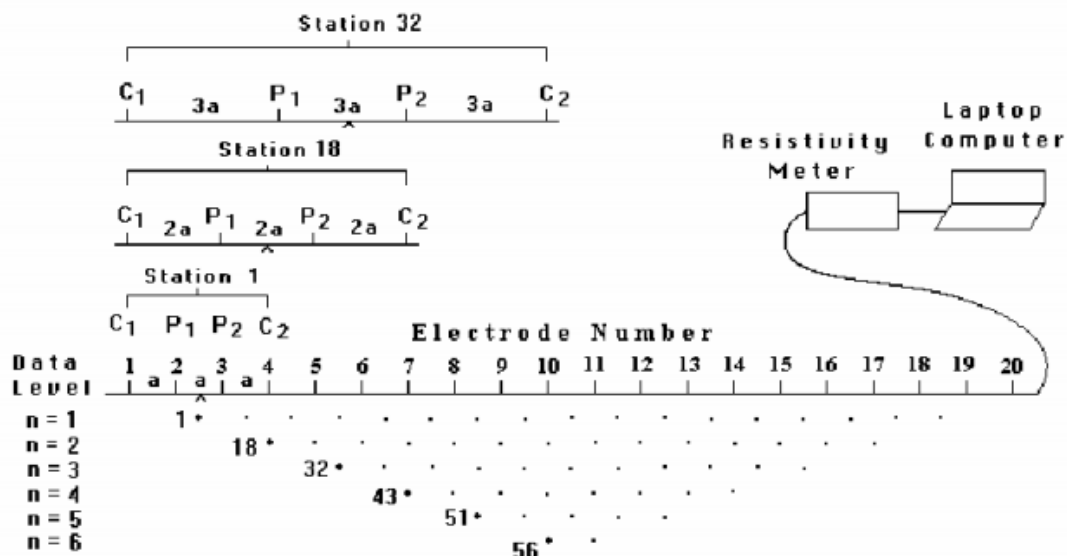 Station 32
C1 3a P1 3a P2 3a C2
Station 18
C1 2a P1 2a P2 2a C2
Station 1
C1 P1 P2 C2
Resistivity Meter
Laptop Computer
Electrode Number
Data Level
1 2 3 4 5 6 7 8 9 10 11 12 13 14 15 16 17 18 19 20
a a a
n = 1 1
n = 2 18
n = 3 32
n = 4 43
n = 5 51
n = 6 56